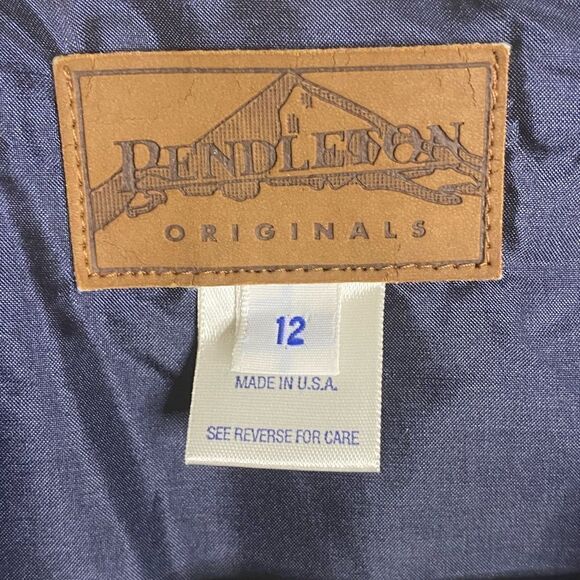 PENDLETON
ORIGINALS
12
MADE IN U.S.A.
SEE REVERSE FOR CARE